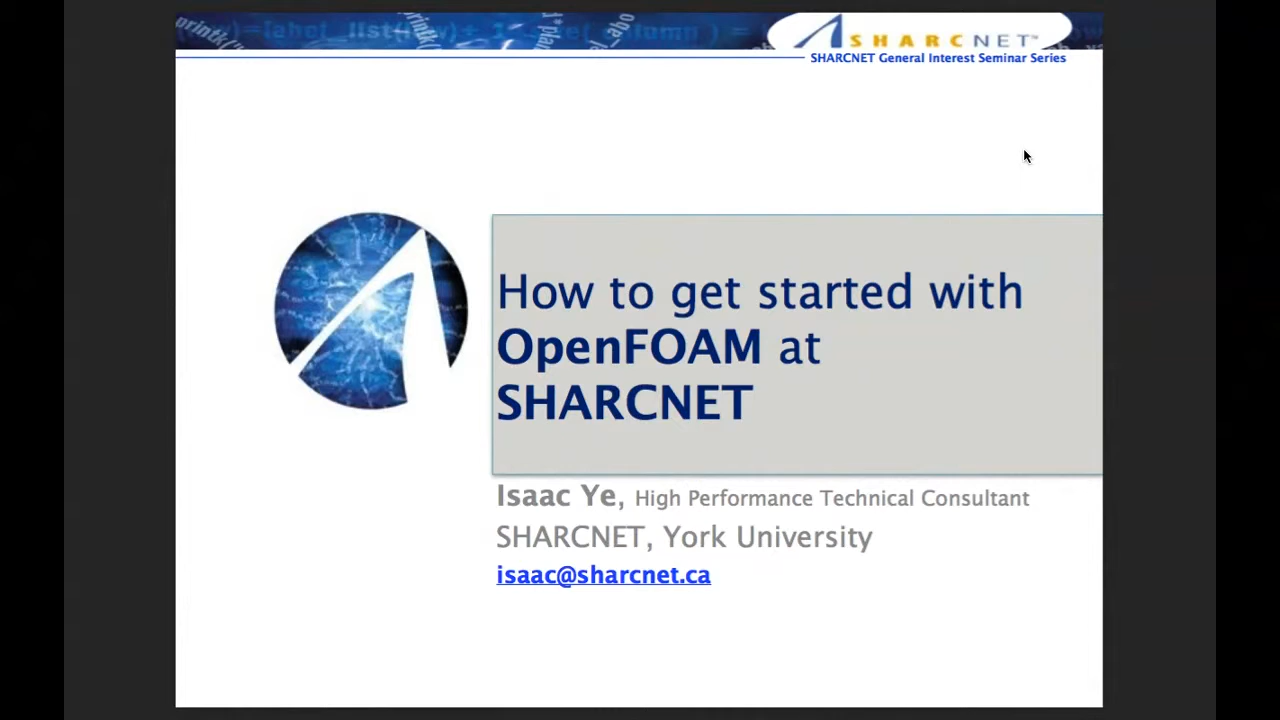 SHARCNET™
SHARCNET General Interest Seminar Series
How to get started with
OpenFOAM at
SHARCNET
Isaac Ye, High Performance Technical Consultant
SHARCNET, York University
isaac@sharcnet.ca